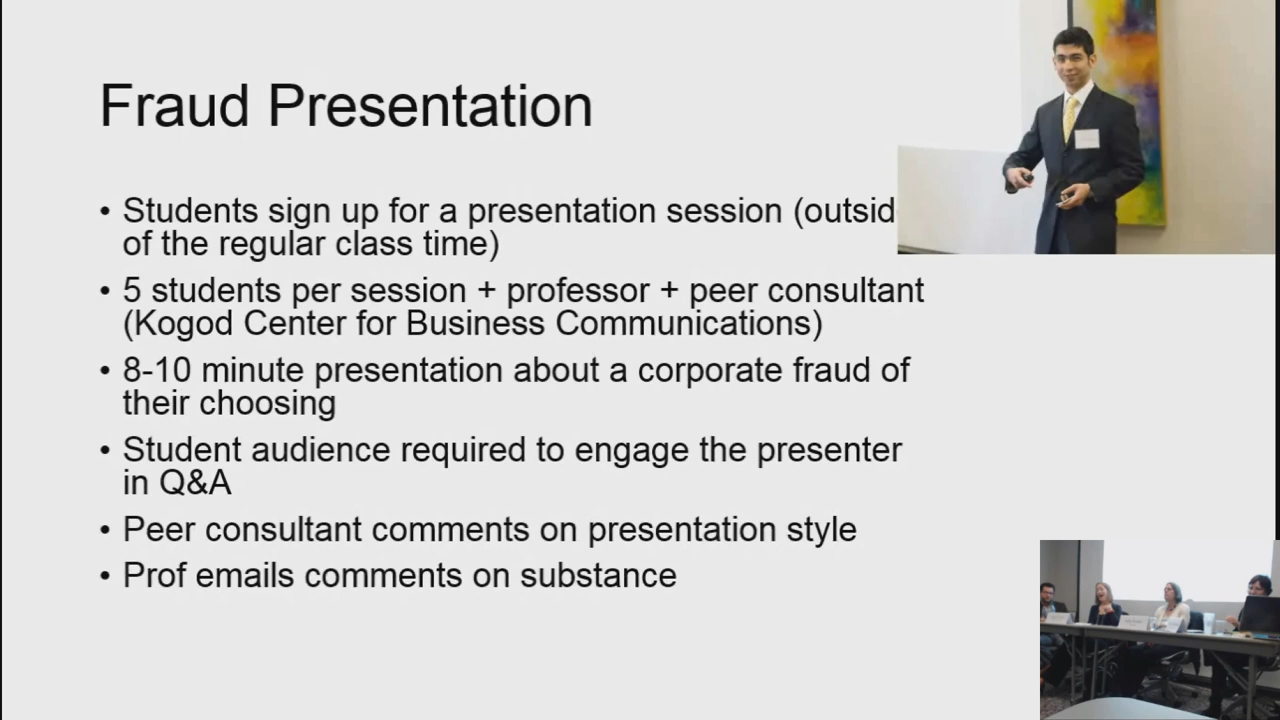 Fraud Presentation
• Students sign up for a presentation session (outsid
of the regular class time)
• 5 students per session + professor + peer consultant
(Kogod Center for Business Communications)
• 8-10 minute presentation about a corporate fraud of
their choosing
• Student audience required to engage the presenter
in Q&A
• Peer consultant comments on presentation style
• Prof emails comments on substance